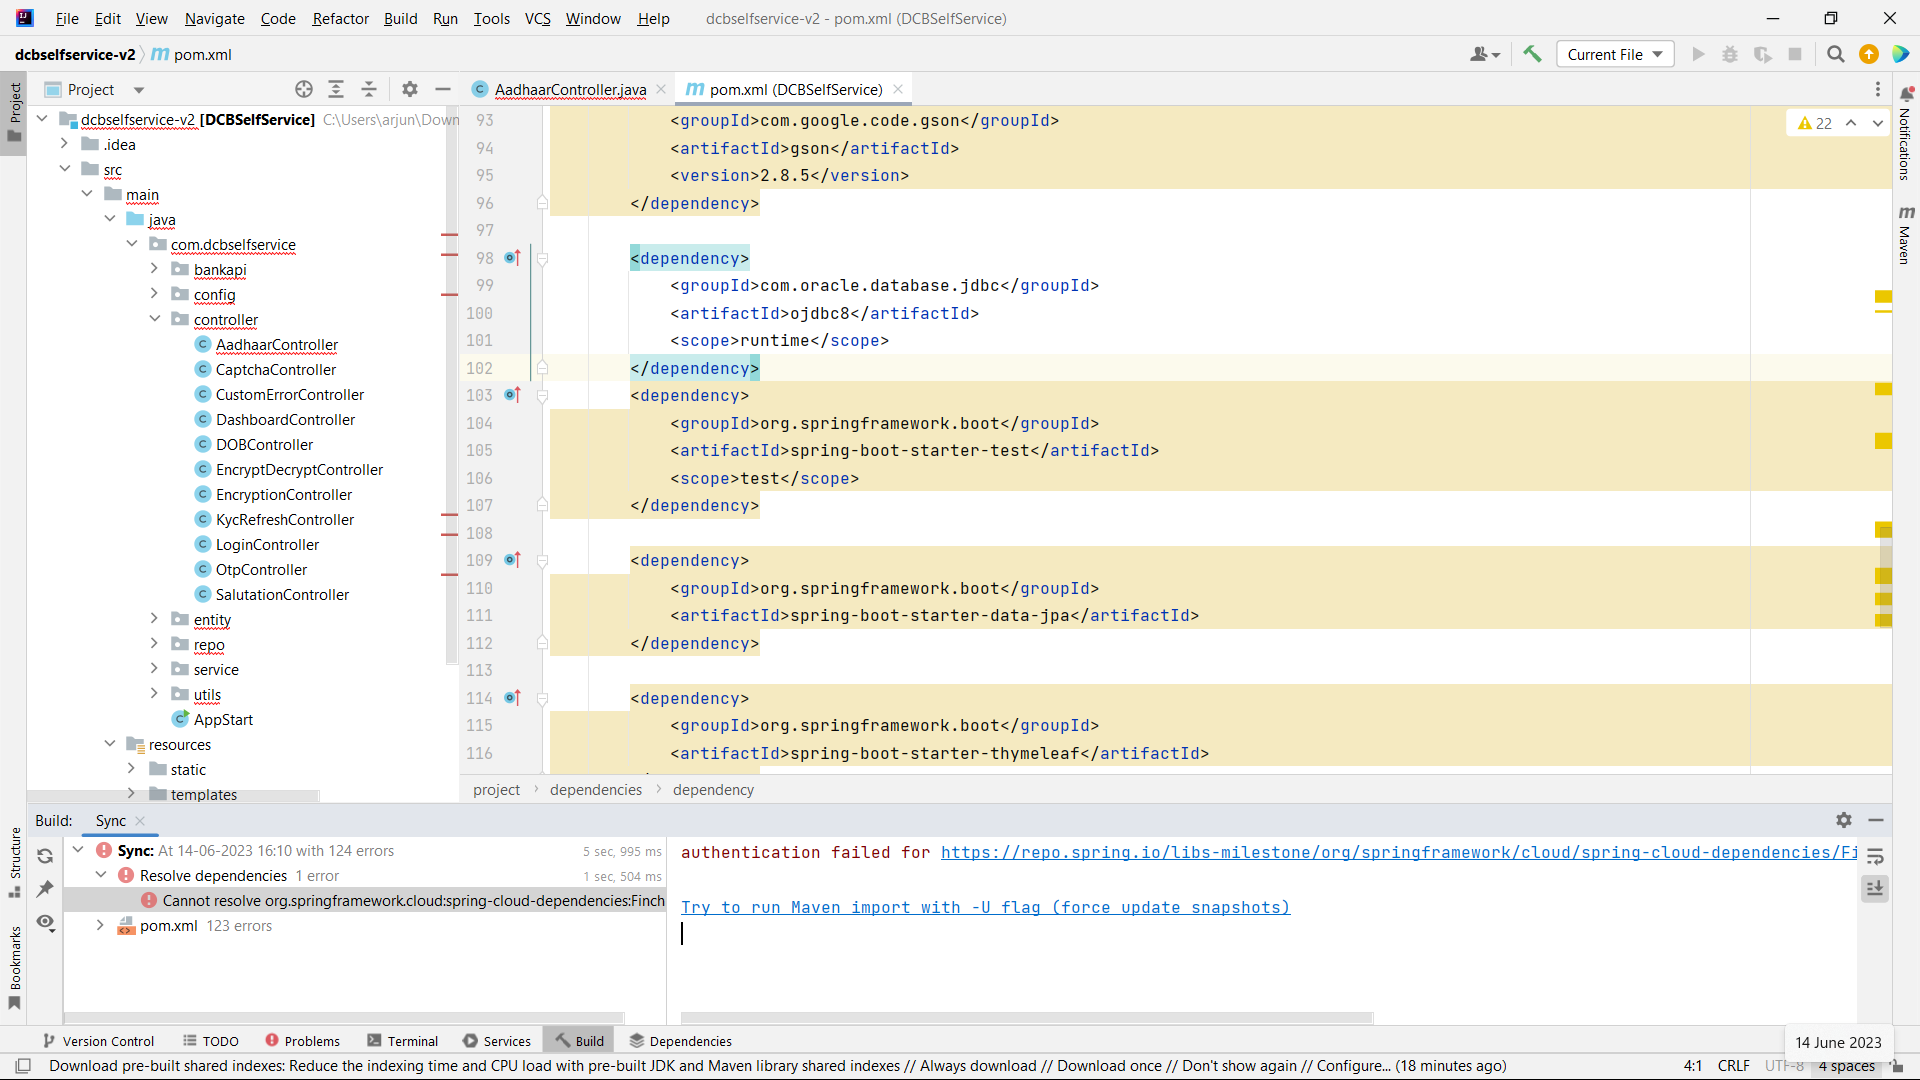 File Edit View Navigate Code Refactor Build Run Tools VCS Window Help dcbselfservice-v2 - pom.xml (DCBSelfService)
dcbselfservice-v2 m pom.xml
Current File
Project
AadhaarController.java
m pom.xml (DCBSelfService)
Project
Structure
Bookmarks
dcbselfservice-v2 [DCBSelfService] C:\Users\arjun\Down
.idea
src
main
java
com.dcbselfservice
bankapi
config
controller
AadhaarController
CaptchaController
CustomErrorController
DashboardController
DOBController
EncryptDecryptController
EncryptionController
KycRefreshController
LoginController
OtpController
SalutationController
entity
repo
service
utils
AppStart
resources
static
templates
22
93 <groupId>com.google.code.gson</groupId>
94 <artifactId>gson</artifactId>
95 <version>2.8.5</version>
96 </dependency>
97
98 <dependency>
99 <groupId>com.oracle.database.jdbc</groupId>
100 <artifactId>ojdbc8</artifactId>
101 <scope>runtime</scope>
102 </dependency>
103 <dependency>
104 <groupId>org.springframework.boot</groupId>
105 <artifactId>spring-boot-starter-test</artifactId>
106 <scope>test</scope>
107 </dependency>
108
109 <dependency>
110 <groupId>org.springframework.boot</groupId>
111 <artifactId>spring-boot-starter-data-jpa</artifactId>
112 </dependency>
113
114 <dependency>
115 <groupId>org.springframework.boot</groupId>
116 <artifactId>spring-boot-starter-thymeleaf</artifactId>
project > dependencies > dependency
Notifications
m Maven
Build: Sync
Sync: At 14-06-2023 16:10 with 124 errors 5 sec, 995 ms
Resolve dependencies 1 error 1 sec, 504 ms
Cannot resolve org.springframework.cloud:spring-cloud-dependencies:Finch
pom.xml 123 errors
authentication failed for https://repo.spring.io/libs-milestone/org/springframework/cloud/spring-cloud-dependencies/Fi
Try to run Maven import with -U flag (force update snapshots)
Version Control TODO Problems Terminal Services Build Dependencies
14 June 2023
Download pre-built shared indexes: Reduce the indexing time and CPU load with pre-built JDK and Maven library shared indexes // Always download // Download once // Don't show again // Configure... (18 minutes ago) 4:1 CRLF UTF-8 4 spaces